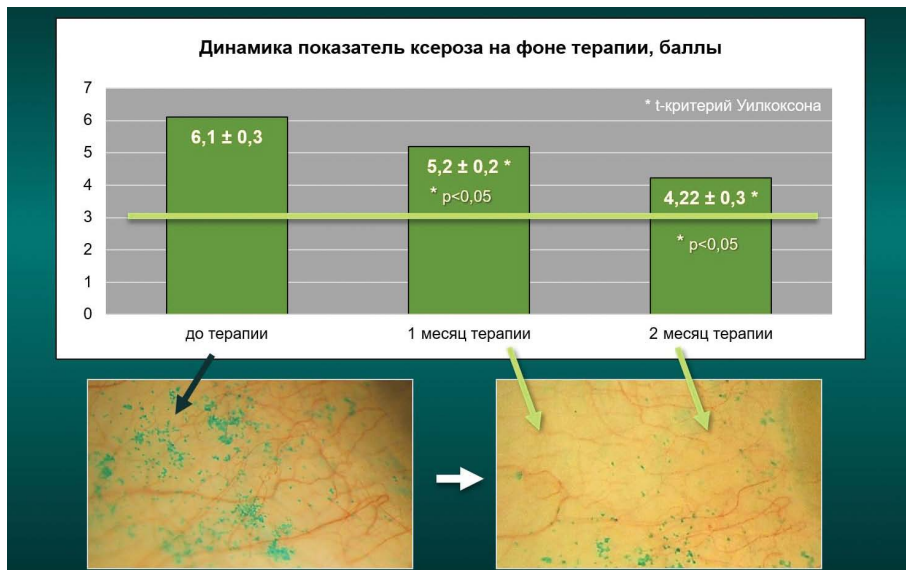 Динамика показатель ксероза на фоне терапии, баллы
7
* t-критерий Уилкоксона
6
6,1 ± 0,3
5
5,2 ± 0,2 *
* p<0,05
4
4,22 ± 0,3 *
3
* p<0,05
2
1
0
до терапии
1 месяц терапии
2 месяц терапии